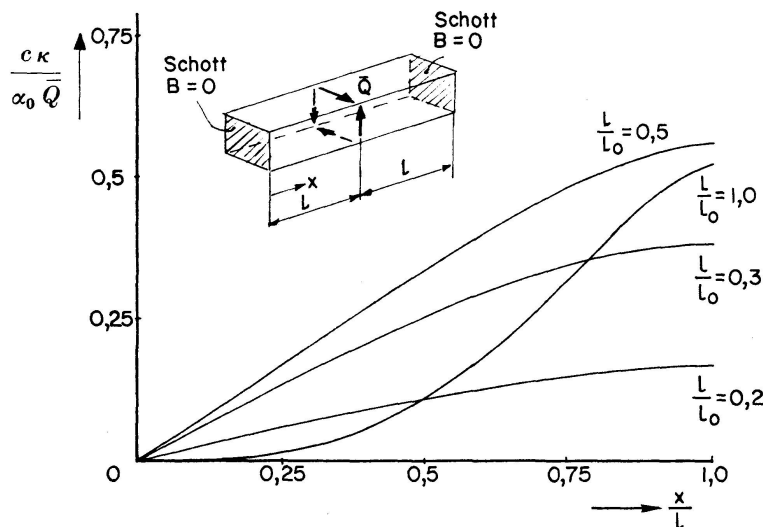 c κ
α₀ Q̄
0,75
0,5
0,25
0
Schott
B = 0
Schott
B = 0
Q̄
x
l
l
l/l₀ = 0,5
l/l₀ = 1,0
l/l₀ = 0,3
l/l₀ = 0,2
0,25
0,5
0,75
1,0
x/l